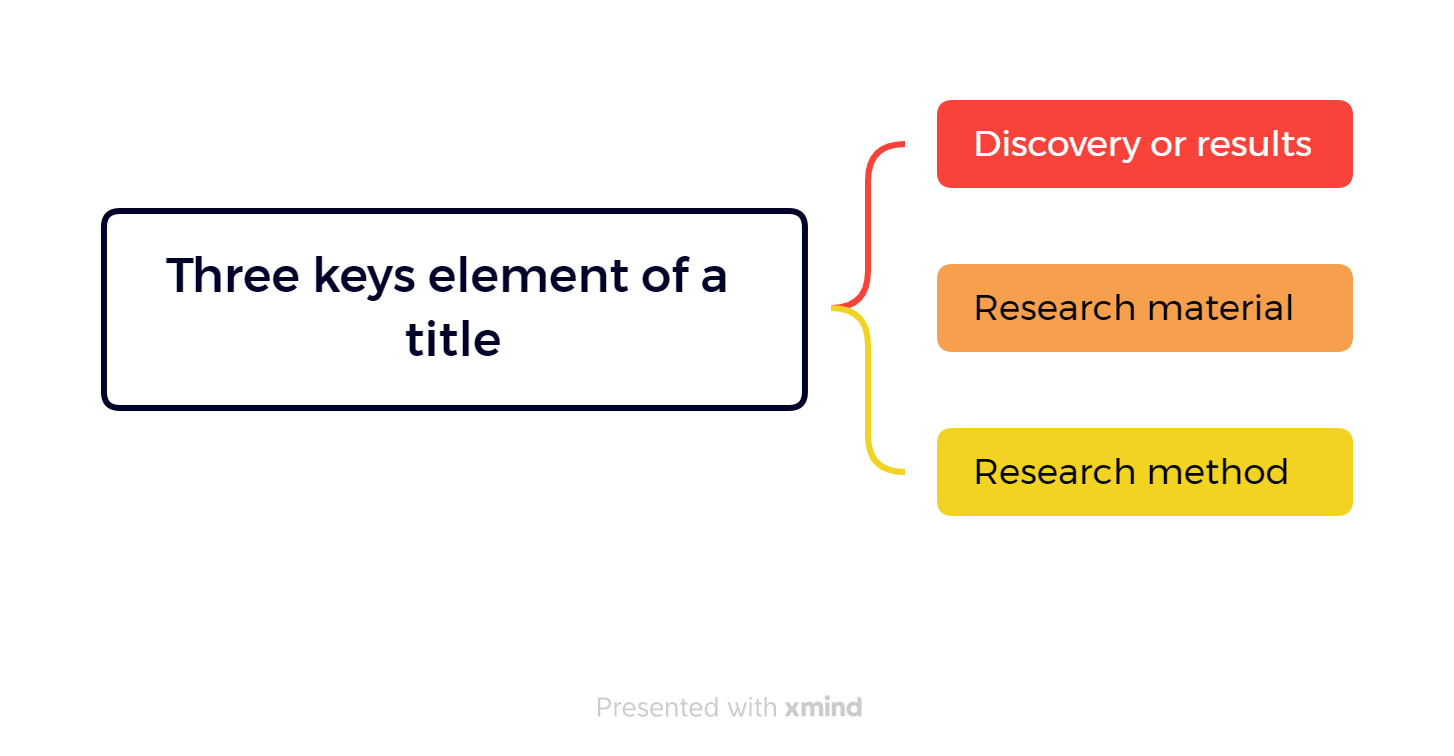 Three keys element of a
title
Discovery or results
Research material
Research method
Presented with xmind